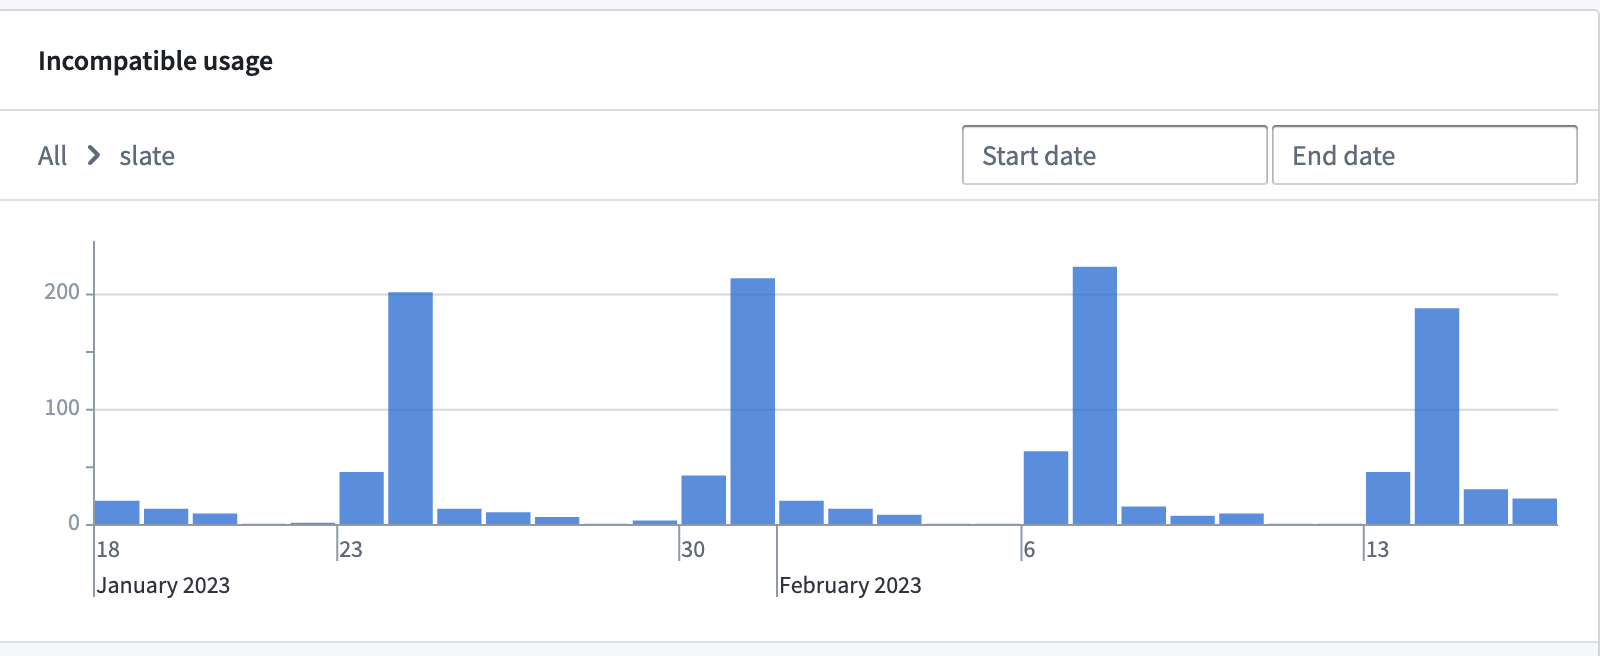 Incompatible usage
All slate
Start date End date
200
100
0
18 23 30 6 13
January 2023 February 2023